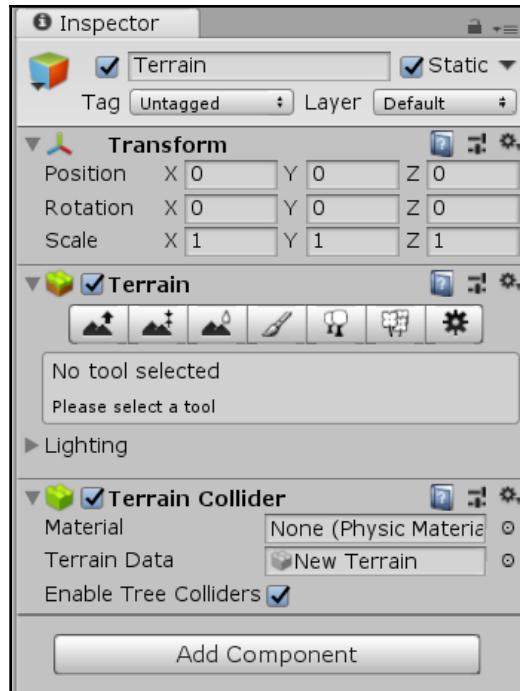 Inspector
Terrain Static
Tag Untagged Layer Default
Transform
Position X 0 Y 0 Z 0
Rotation X 0 Y 0 Z 0
Scale X 1 Y 1 Z 1
Terrain
No tool selected
Please select a tool
Lighting
Terrain Collider
Material None (Physic Materia
Terrain Data New Terrain
Enable Tree Colliders
Add Component